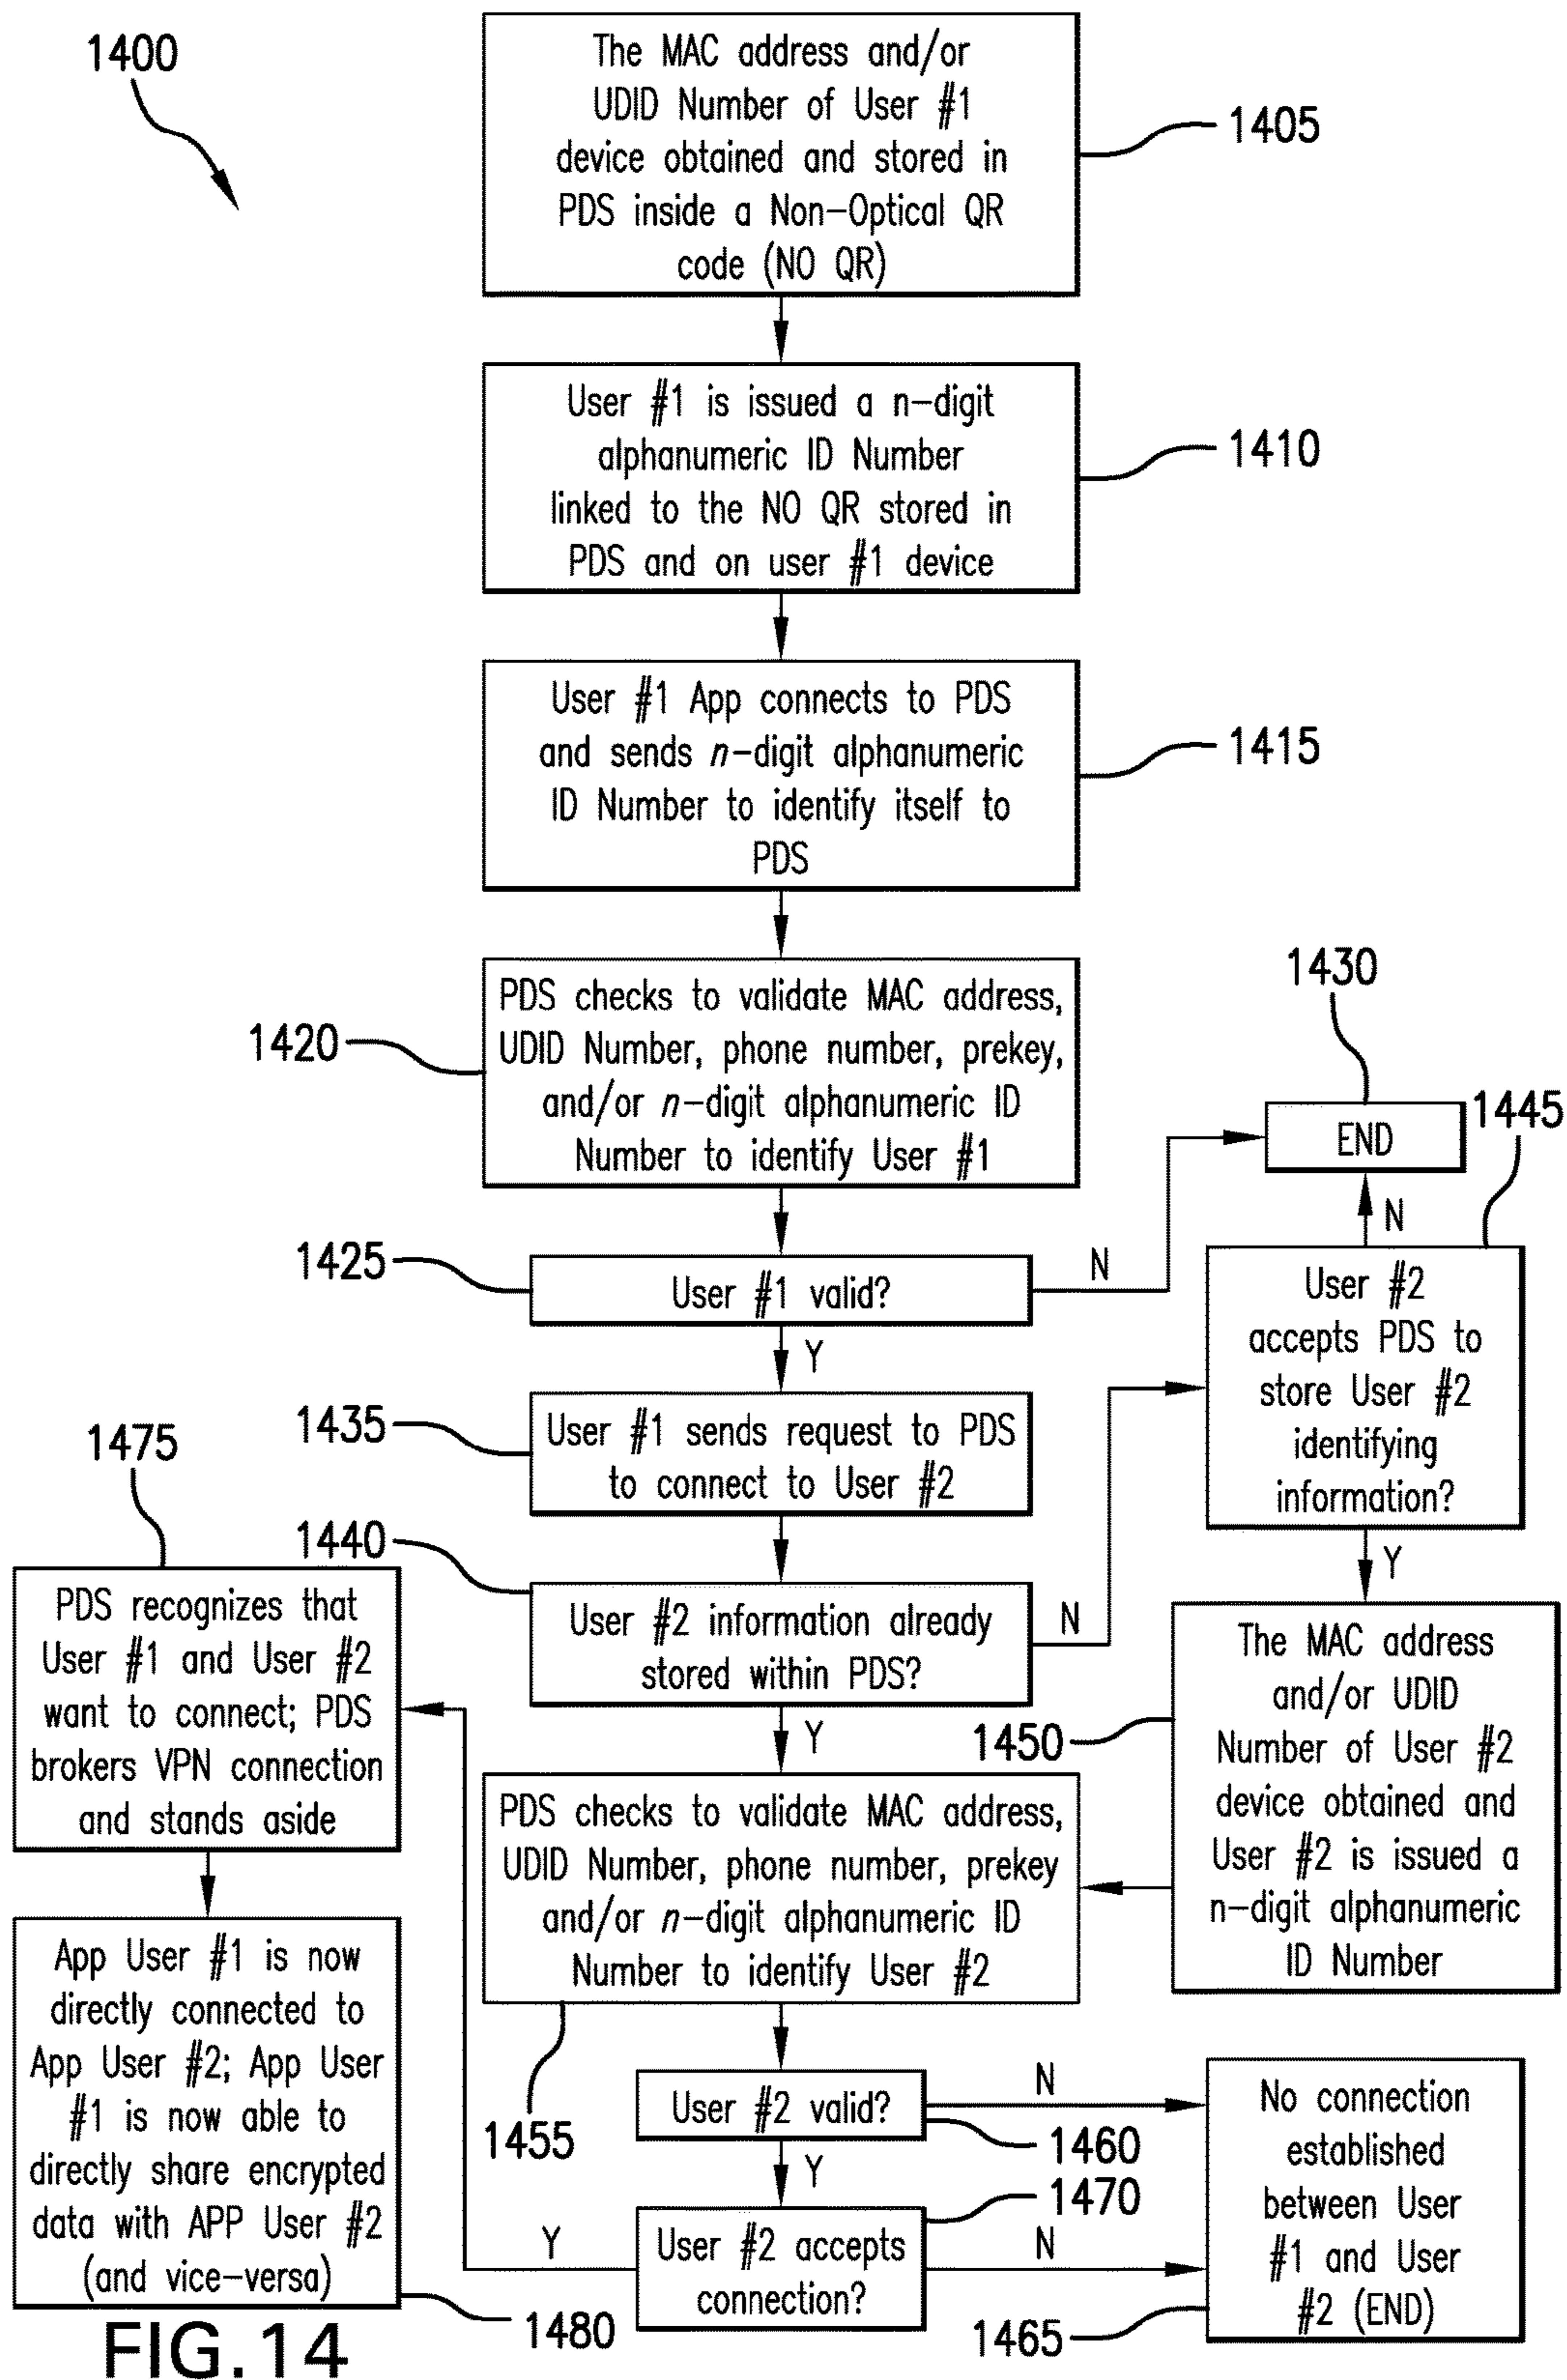 1400
The MAC address and/or
UDID Number of User #1
device obtained and stored in
PDS inside a Non-Optical QR
code (NO QR)
1405
User #1 is issued a n-digit
alphanumeric ID Number
linked to the NO QR stored in
PDS and on user #1 device
1410
User #1 App connects to PDS
and sends n-digit alphanumeric
ID Number to identify itself to
PDS
1415
PDS checks to validate MAC address,
UDID Number, phone number, prekey,
and/or n-digit alphanumeric ID
Number to identify User #1
1420
User #1 valid?
1425
N
Y
END
1430
User #1 sends request to PDS
to connect to User #2
1435
User #2 information already
stored within PDS?
1440
N
Y
User #2
accepts PDS to
store User #2
identifying
information?
1445
N
Y
The MAC address
and/or UDID
Number of User #2
device obtained and
User #2 is issued a
n-digit alphanumeric
ID Number
1450
PDS checks to validate MAC address,
UDID Number, phone number, prekey
and/or n-digit alphanumeric ID
Number to identify User #2
1455
User #2 valid?
1460
N
Y
No connection
established
between User
#1 and User
#2 (END)
1465
User #2 accepts
connection?
1470
N
Y
PDS recognizes that
User #1 and User #2
want to connect; PDS
brokers VPN connection
and stands aside
1475
App User #1 is now
directly connected to
App User #2; App User
#1 is now able to
directly share encrypted
data with APP User #2
(and vice-versa)
1480
FIG.14